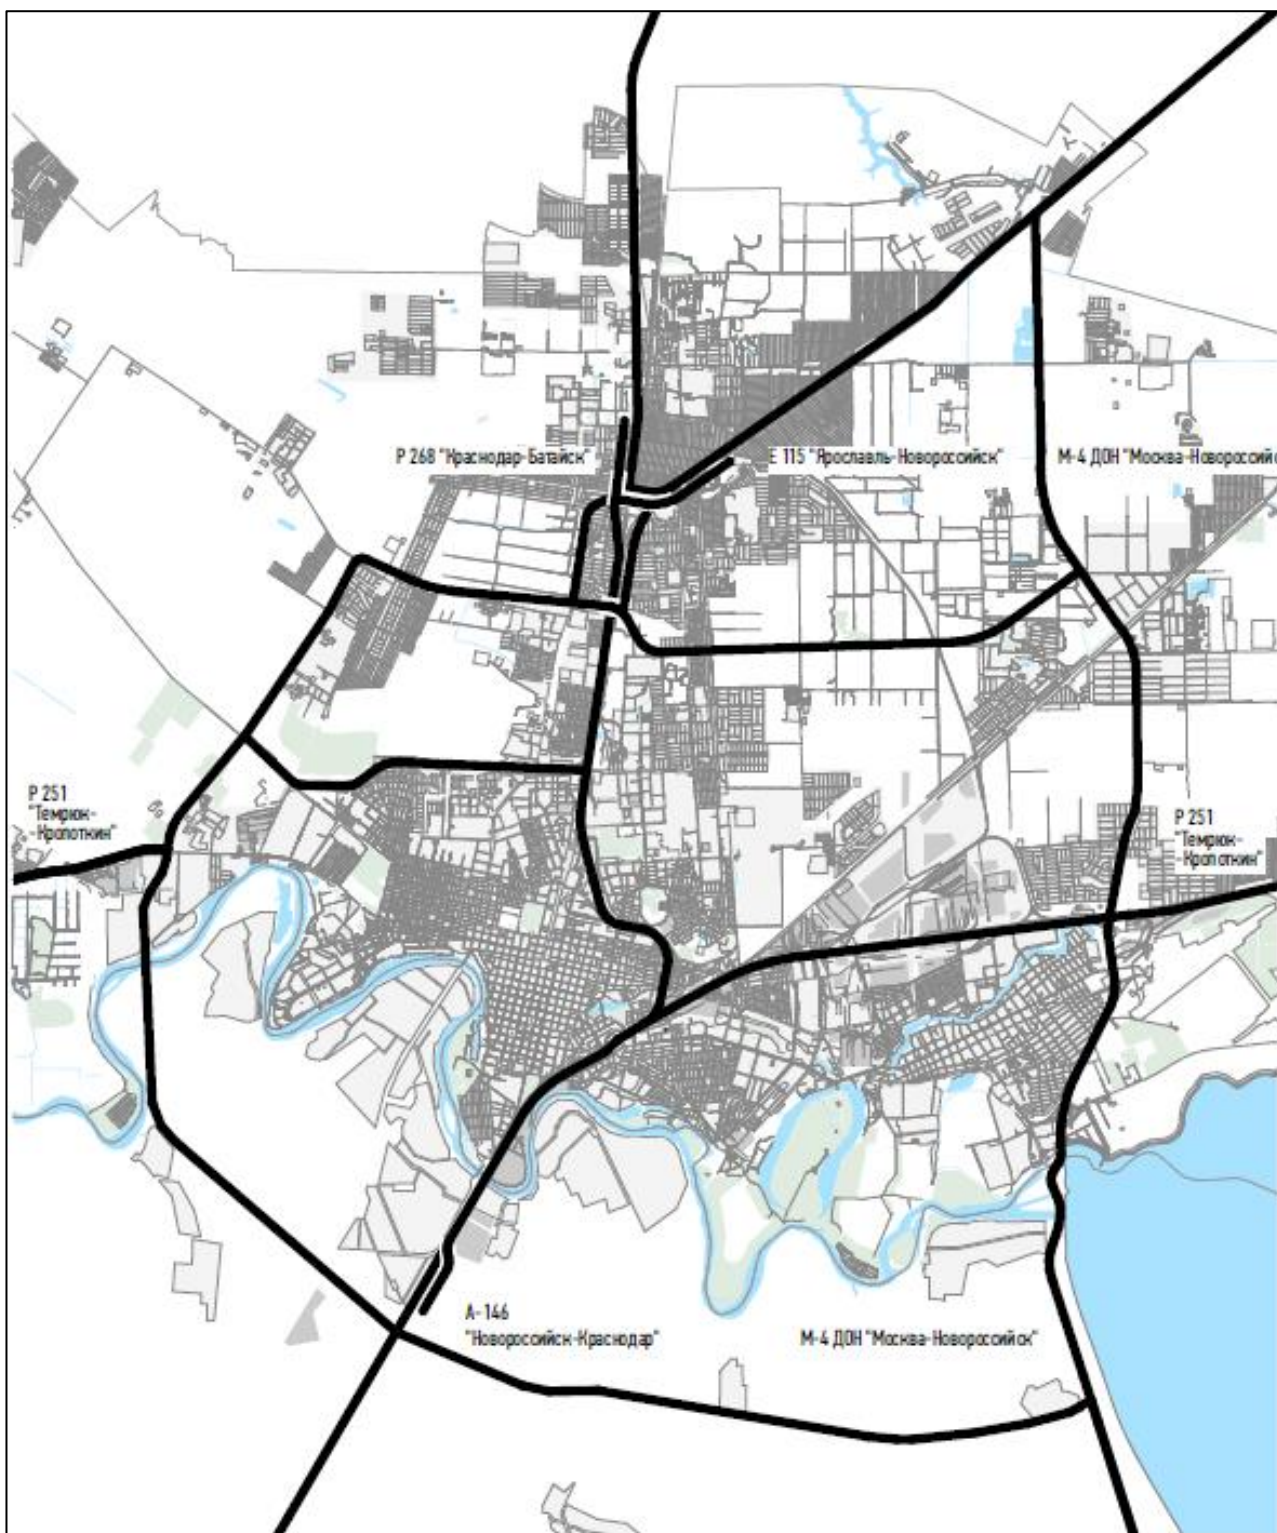 Р 268 "Краснодар-Батайск"
Е 115 "Ярославль-Новороссийск"
М-4 ДОН "Москва-Новороссийс
Р 251
"Темрюк-
-Кропоткин"
Р 251
"Темрюк-
-Кропоткин"
А-146
"Новороссийск-Краснодар"
М-4 ДОН "Москва-Новороссийск"